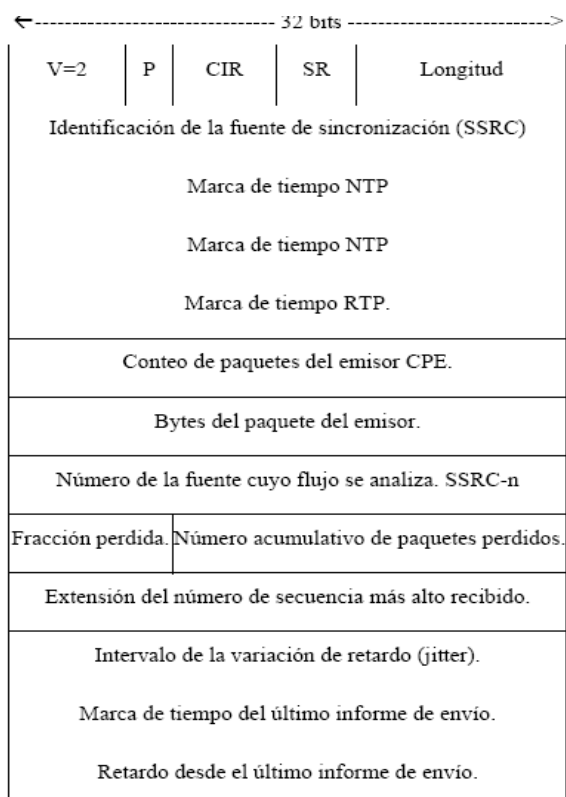 32 bits
V=2 P CIR SR Longitud
Identificación de la fuente de sincronización (SSRC)
Marca de tiempo NTP
Marca de tiempo NTP
Marca de tiempo RTP.
Conteo de paquetes del emisor CPE.
Bytes del paquete del emisor.
Número de la fuente cuyo flujo se analiza. SSRC-n
Fracción perdida. Número acumulativo de paquetes perdidos.
Extensión del número de secuencia más alto recibido.
Intervalo de la variación de retardo (jitter).
Marca de tiempo del último informe de envío.
Retardo desde el último informe de envío.